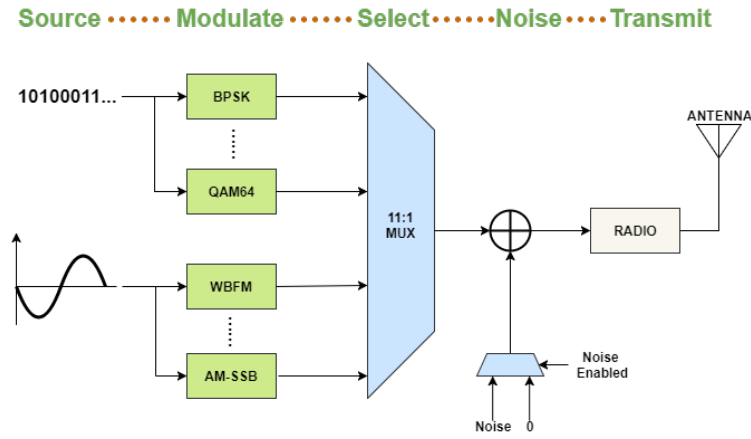 Source Modulate Select Noise Transmit
10100011...
BPSK
QAM64
WBFM
AM-SSB
11:1
MUX
RADIO
ANTENNA
Noise
Enabled
Noise 0